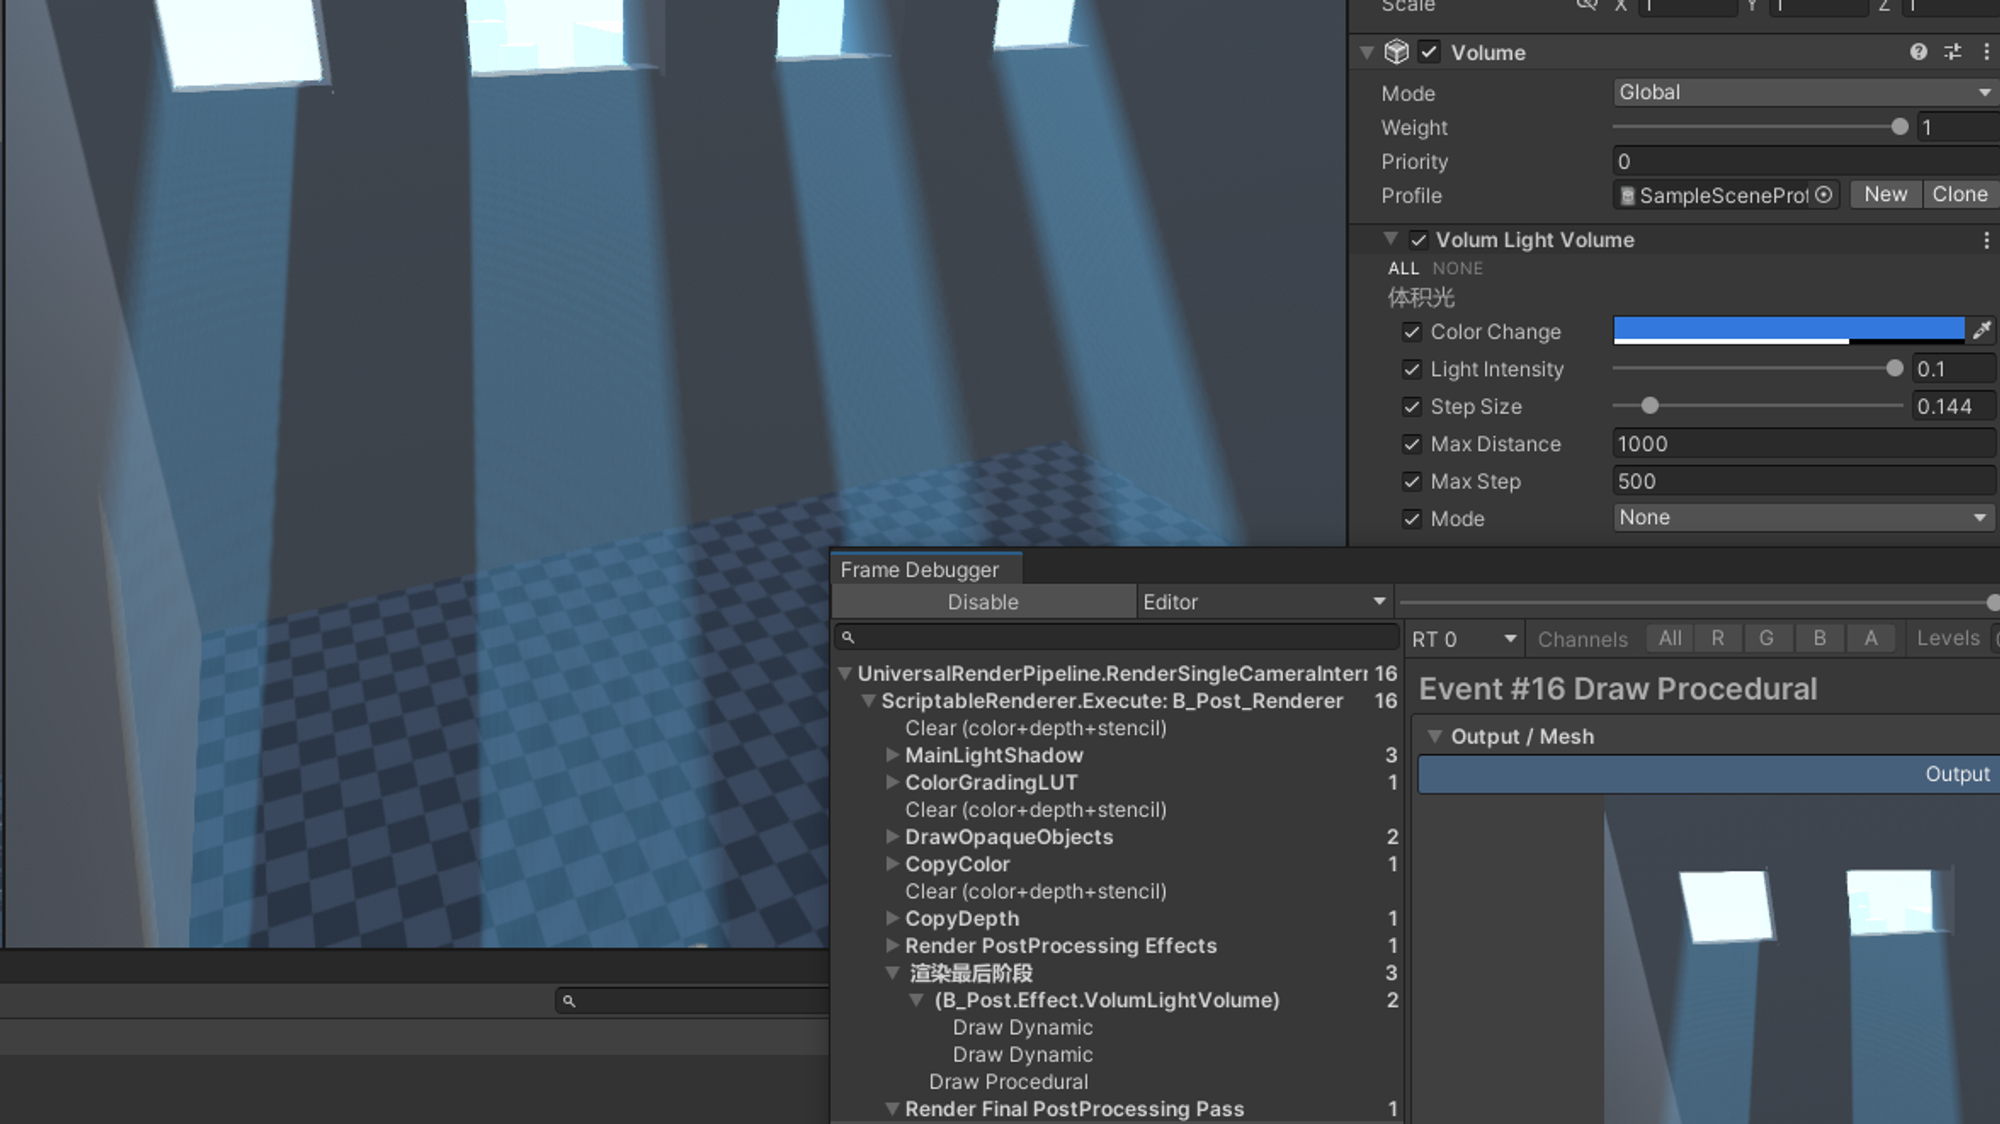 Scale X 1 Y 1 Z 1
Volume
Mode Global
Weight 1
Priority 0
Profile SampleScenePro New Clone
Volum Light Volume
ALL NONE
体积光
Color Change
Light Intensity 0.1
Step Size 0.144
Max Distance 1000
Max Step 500
Mode None
Frame Debugger
Disable Editor
RT 0 Channels All R G B A Levels
UniversalRenderPipeline.RenderSingleCameraInterr 16
ScriptableRenderer.Execute: B_Post_Renderer 16
Clear (color+depth+stencil)
MainLightShadow 3
ColorGradingLUT 1
Clear (color+depth+stencil)
DrawOpaqueObjects 2
CopyColor 1
Clear (color+depth+stencil)
CopyDepth 1
Render PostProcessing Effects 1
渲染最后阶段 3
(B_Post.Effect.VolumLightVolume) 2
Draw Dynamic
Draw Dynamic
Draw Procedural
Render Final PostProcessing Pass 1
Event #16 Draw Procedural
Output / Mesh
Output